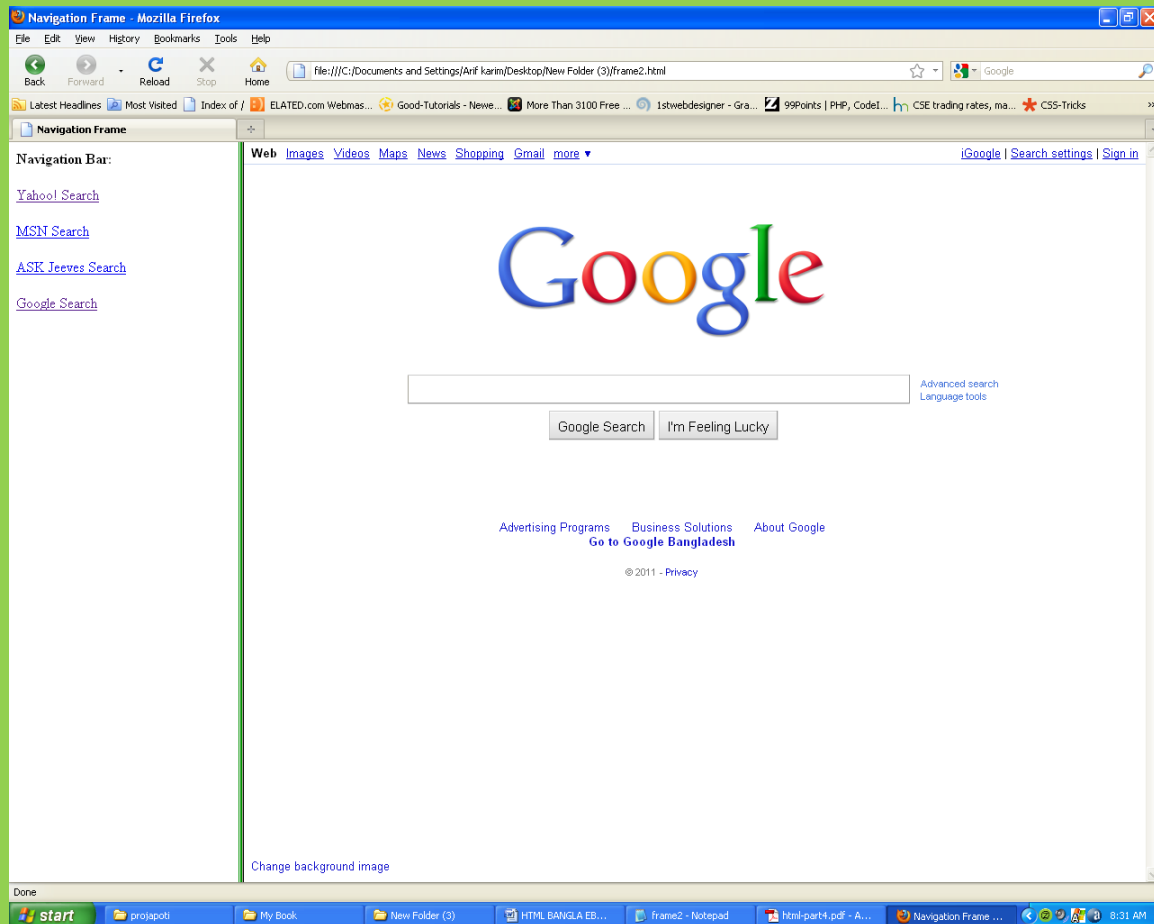 Navigation Frame - Mozilla Firefox
File Edit View History Bookmarks Tools Help
Back Forward Reload Stop Home file:///C:/Documents and Settings/Arif karim/Desktop/New Folder (3)/frame2.html Google
Latest Headlines Most Visited Index of / ELATED.com Webmas... Good-Tutorials - Newe... More Than 3100 Free ... 1stwebdesigner - Gra... 99Points | PHP, CodeI... CSE trading rates, ma... CSS-Tricks »
Navigation Frame
Navigation Bar:
Yahoo! Search
MSN Search
ASK Jeeves Search
Google Search
Web Images Videos Maps News Shopping Gmail more ▼ iGoogle | Search settings | Sign in
Google
Advanced search
Language tools
Google Search I'm Feeling Lucky
Advertising Programs Business Solutions About Google
Go to Google Bangladesh
© 2011 - Privacy
Change background image
Done
start projapoti My Book New Folder (3) HTML BANGLA EB... frame2 - Notepad html-part4.pdf - A... Navigation Frame ... 8:31 AM